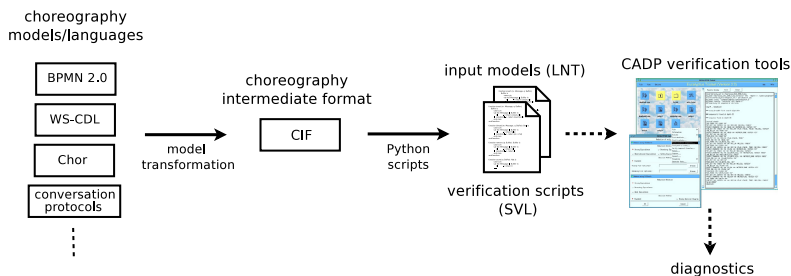 choreography
models/languages
BPMN 2.0
WS-CDL
Chor
conversation
protocols
model
transformation
choreography
intermediate format
CIF
Python
scripts
input models (LNT)
verification scripts
(SVL)
CADP verification tools
diagnostics